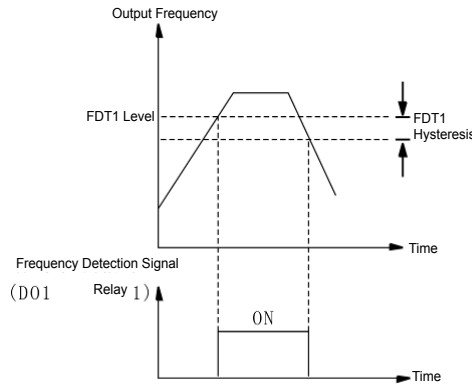 Output Frequency
FDT1 Level
FDT1
Hysteresis
Time
Frequency Detection Signal
(DO1 Relay 1)
ON
Time